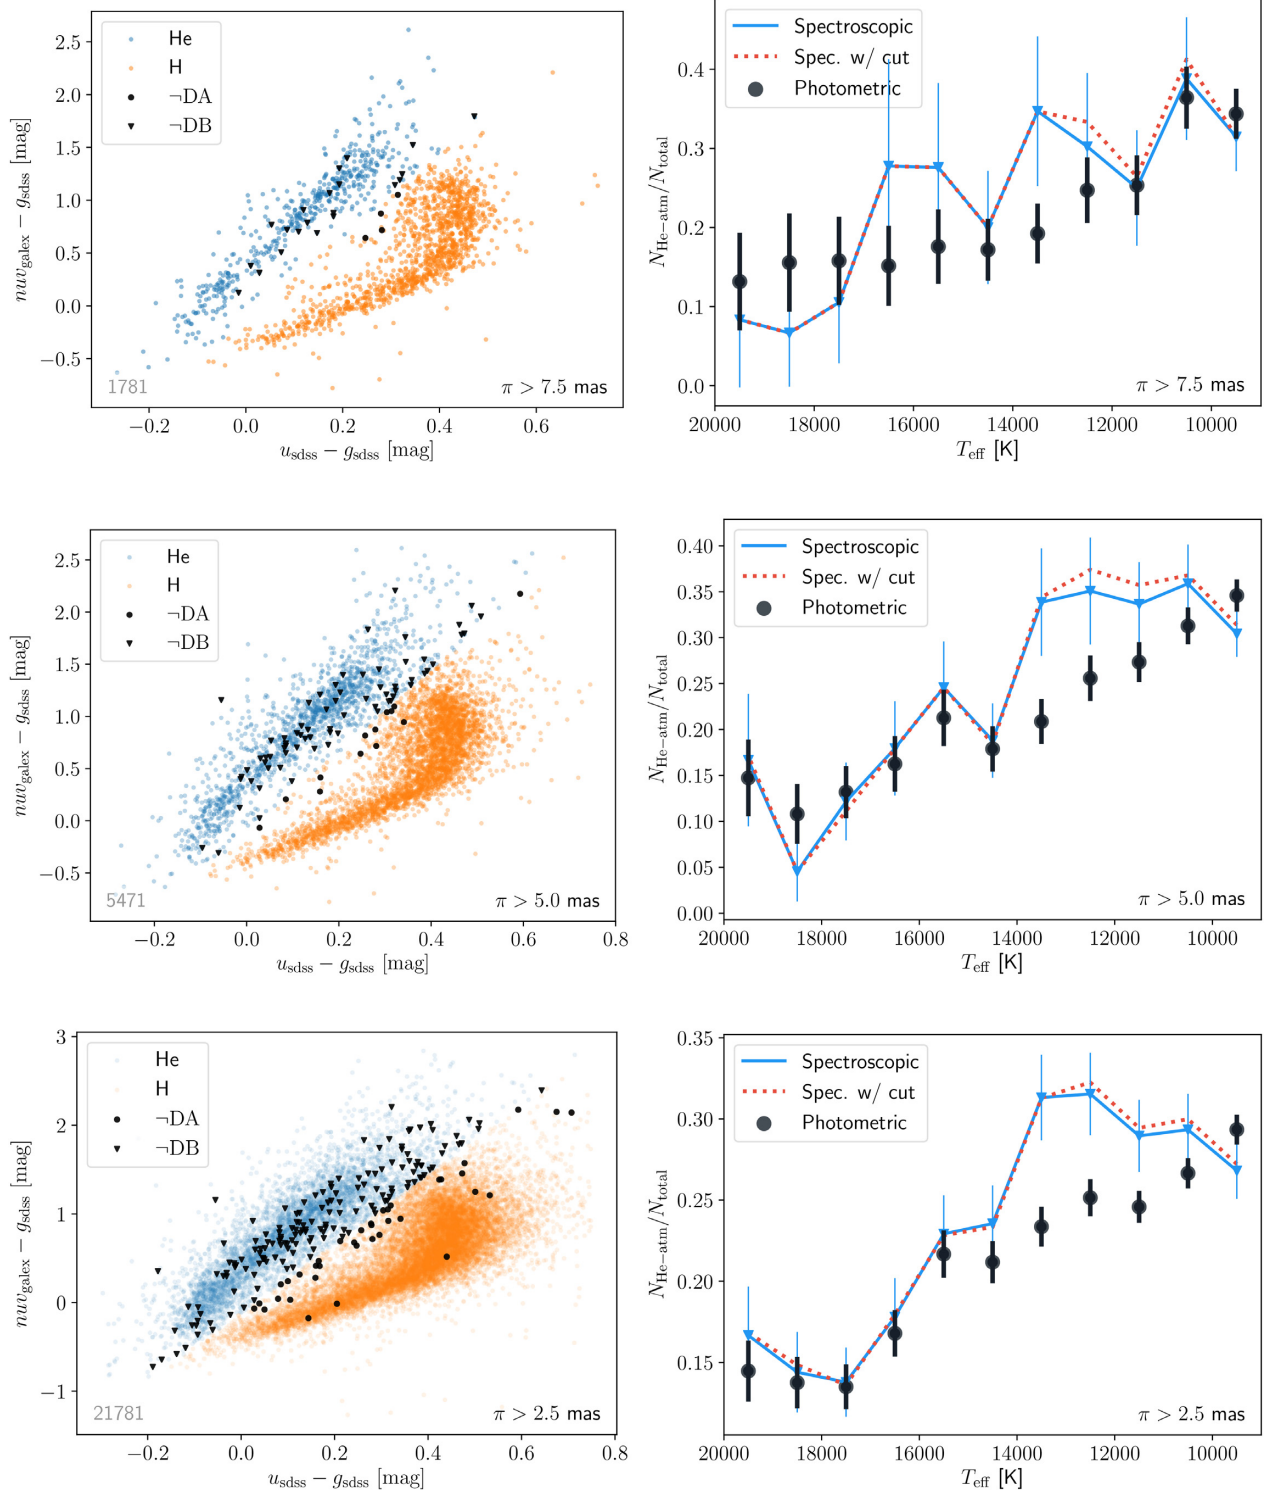 He
H
¬DA
¬DB
2.5
2.0
1.5
1.0
0.5
0.0
−0.5
nuv_galex − g_sdss [mag]
1781
π > 7.5 mas
−0.2 0.0 0.2 0.4 0.6
u_sdss − g_sdss [mag]
Spectroscopic
Spec. w/ cut
Photometric
0.4
0.3
0.2
0.1
0.0
N_He−atm/N_total
π > 7.5 mas
20000 18000 16000 14000 12000 10000
T_eff [K]
He
H
¬DA
¬DB
2.5
2.0
1.5
1.0
0.5
0.0
−0.5
nuv_galex − g_sdss [mag]
5471
π > 5.0 mas
−0.2 0.0 0.2 0.4 0.6 0.8
u_sdss − g_sdss [mag]
Spectroscopic
Spec. w/ cut
Photometric
0.40
0.35
0.30
0.25
0.20
0.15
0.10
0.05
0.00
N_He−atm/N_total
π > 5.0 mas
20000 18000 16000 14000 12000 10000
T_eff [K]
He
H
¬DA
¬DB
3
2
1
0
−1
nuv_galex − g_sdss [mag]
21781
π > 2.5 mas
−0.2 0.0 0.2 0.4 0.6 0.8
u_sdss − g_sdss [mag]
Spectroscopic
Spec. w/ cut
Photometric
0.35
0.30
0.25
0.20
0.15
N_He−atm/N_total
π > 2.5 mas
20000 18000 16000 14000 12000 10000
T_eff [K]